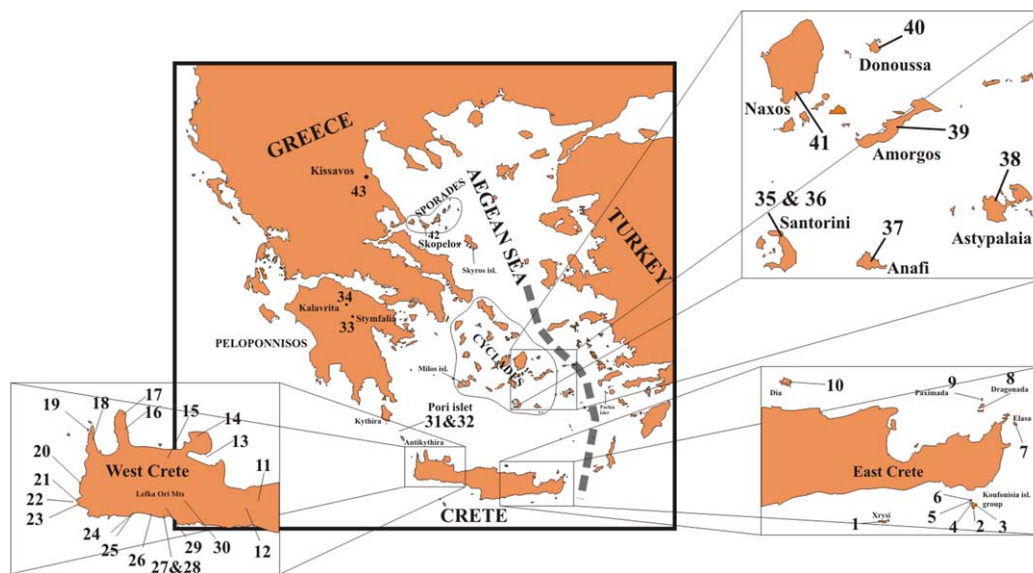 40
Donoussa
Naxos
41
39
Amorgos
38
35 & 36
Santorini
37
Anafi
Astypalaia
GREECE
Kissavos
43
SPORADES
42
Skopelos
Skyros isl.
AEGEAN SEA
TURKEY
34
Kalavrita
33
Stymfalia
PELOPONNISOS
CYCLADES
Milos isl.
Pori islet
31&32
Kythira
Antikythira
Pachia
islet
CRETE
17
19
18
16
15
14
13
20
West Crete
11
21
Lefka Ori Mts
22
23
24
25
26
27&28
29
30
12
10
Dia
9
Paximada
8
Dragonada
Elasa
7
East Crete
6
Koufonisia isl.
group
5
Xrysi
1
4
2
3